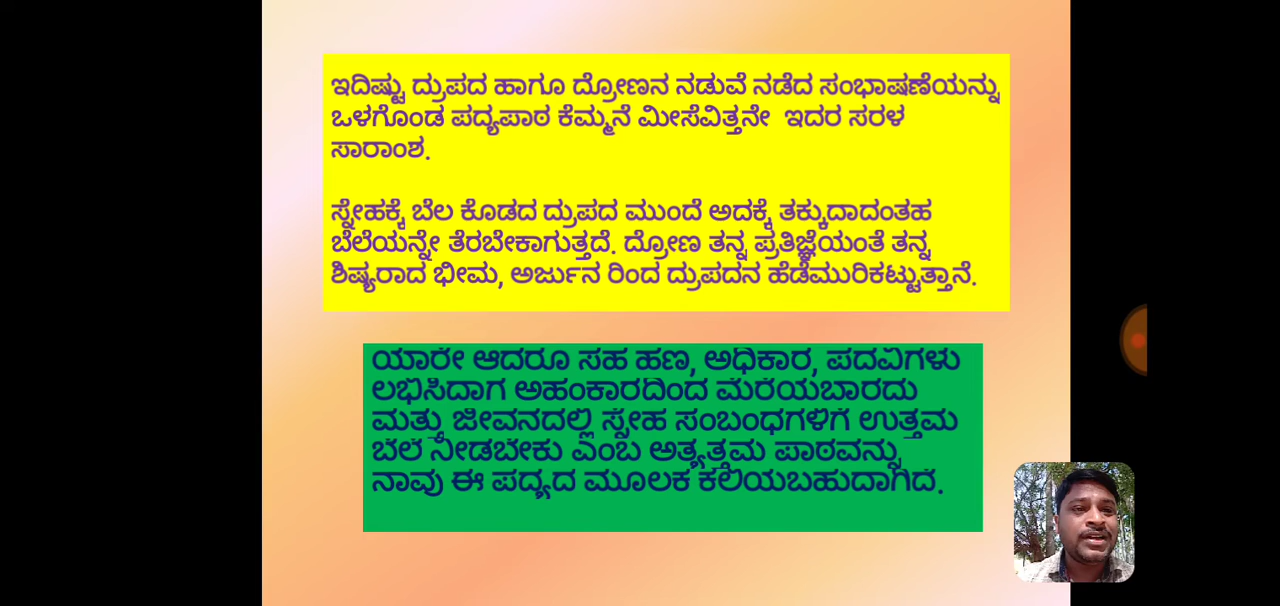 ಇದಿಷ್ಟು ದ್ರುಪದ ಹಾಗೂ ದ್ರೋಣನ ನಡುವೆ ನಡೆದ ಸಂಭಾಷಣೆಯನ್ನು
ಒಳಗೊಂಡ ಪದ್ಯಪಾಠ ಕೆಮ್ಮನೆ ಮೀಸೆವಿತ್ತನೇ ಇದರ ಸರಳ
ಸಾರಾಂಶ.
ಸ್ನೇಹಕ್ಕೆ ಬೆಲ ಕೊಡದ ದ್ರುಪದ ಮುಂದೆ ಅದಕ್ಕೆ ತಕ್ಕುದಾದಂತಹ
ಬೆಲೆಯನ್ನೇ ತೆರಬೇಕಾಗುತ್ತದೆ. ದ್ರೋಣ ತನ್ನ ಪ್ರತಿಜ್ಞೆಯಂತೆ ತನ್ನ
ಶಿಷ್ಯರಾದ ಭೀಮ, ಅರ್ಜುನ ರಿಂದ ದ್ರುಪದನ ಹೆಡೆಮುರಿಕಟ್ಟುತ್ತಾನೆ.
ಯಾರೇ ಆದರೂ ಸಹ ಹಣ, ಅಧಿಕಾರ, ಪದವಿಗಳು
ಲಭಿಸಿದಾಗ ಅಹಂಕಾರದಿಂದ ಮೆರೆಯಬಾರದು
ಮತ್ತು ಜೀವನದಲ್ಲಿ ಸ್ನೇಹ ಸಂಬಂಧಗಳಿಗೆ ಉತ್ತಮ
ಬೆಲೆ ನೀಡಬೇಕು ಎಂಬ ಅತ್ಯುತ್ತಮ ಪಾಠವನ್ನು
ನಾವು ಈ ಪದ್ಯದ ಮೂಲಕ ಕಲಿಯಬಹುದಾಗಿದೆ.